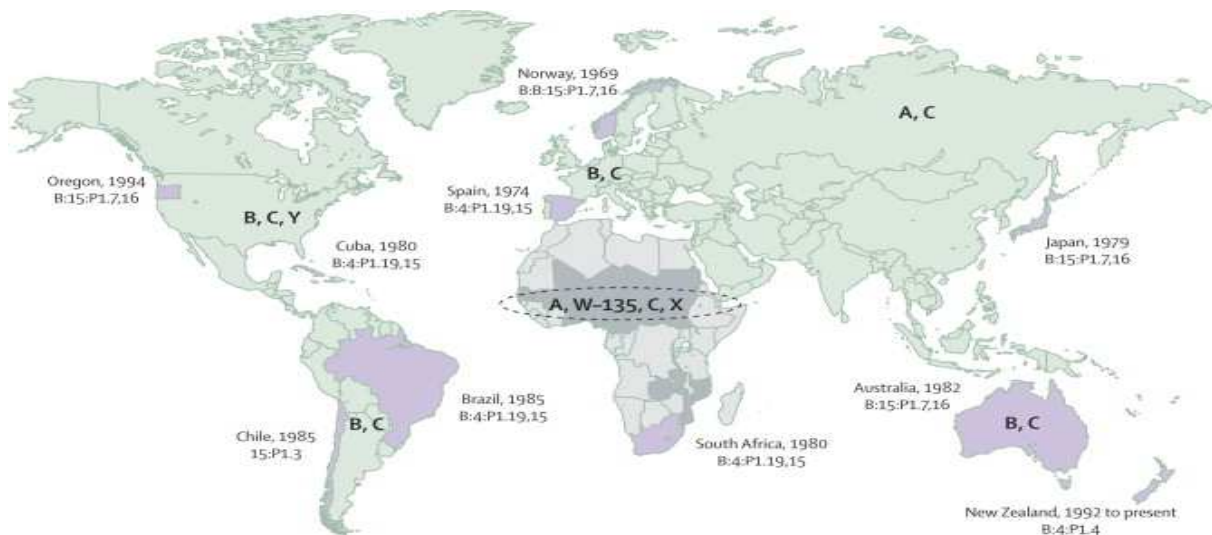 Norway, 1969
B:B:15:P1.7,16
A, C
B, C
Oregon, 1994
B:15:P1.7,16
Spain, 1974
B:4:P1.19,15
B, C, Y
Cuba, 1980
B:4:P1.19,15
Japan, 1979
B:15:P1.7,16
A, W–135, C, X
Brazil, 1985
B:4:P1.19,15
Australia, 1982
B:15:P1.7,16
B, C
B, C
Chile, 1985
15:P1.3
South Africa, 1980
B:4:P1.19,15
New Zealand, 1992 to present
B:4:P1.4